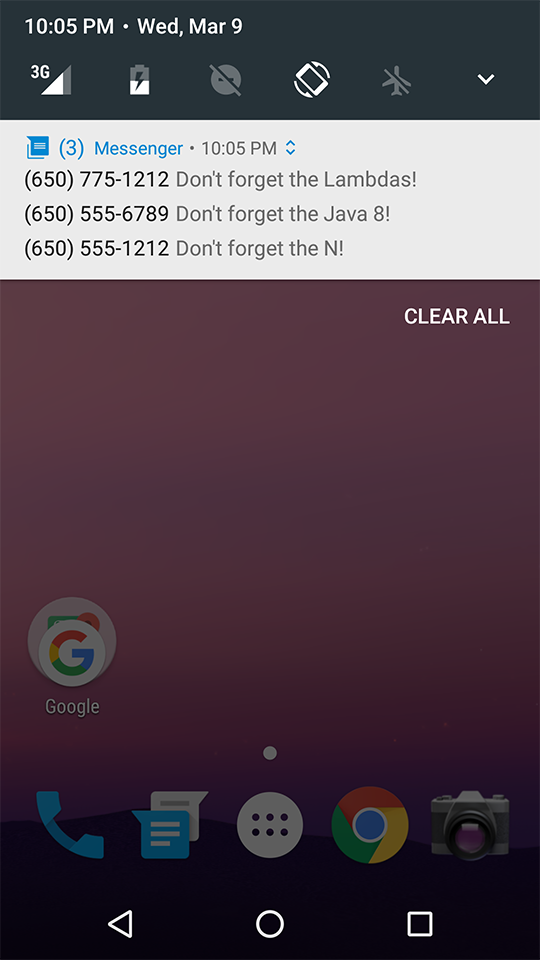 10:05 PM • Wed, Mar 9
3G
(3) Messenger • 10:05 PM
(650) 775-1212 Don't forget the Lambdas!
(650) 555-6789 Don't forget the Java 8!
(650) 555-1212 Don't forget the N!
CLEAR ALL
G
Google